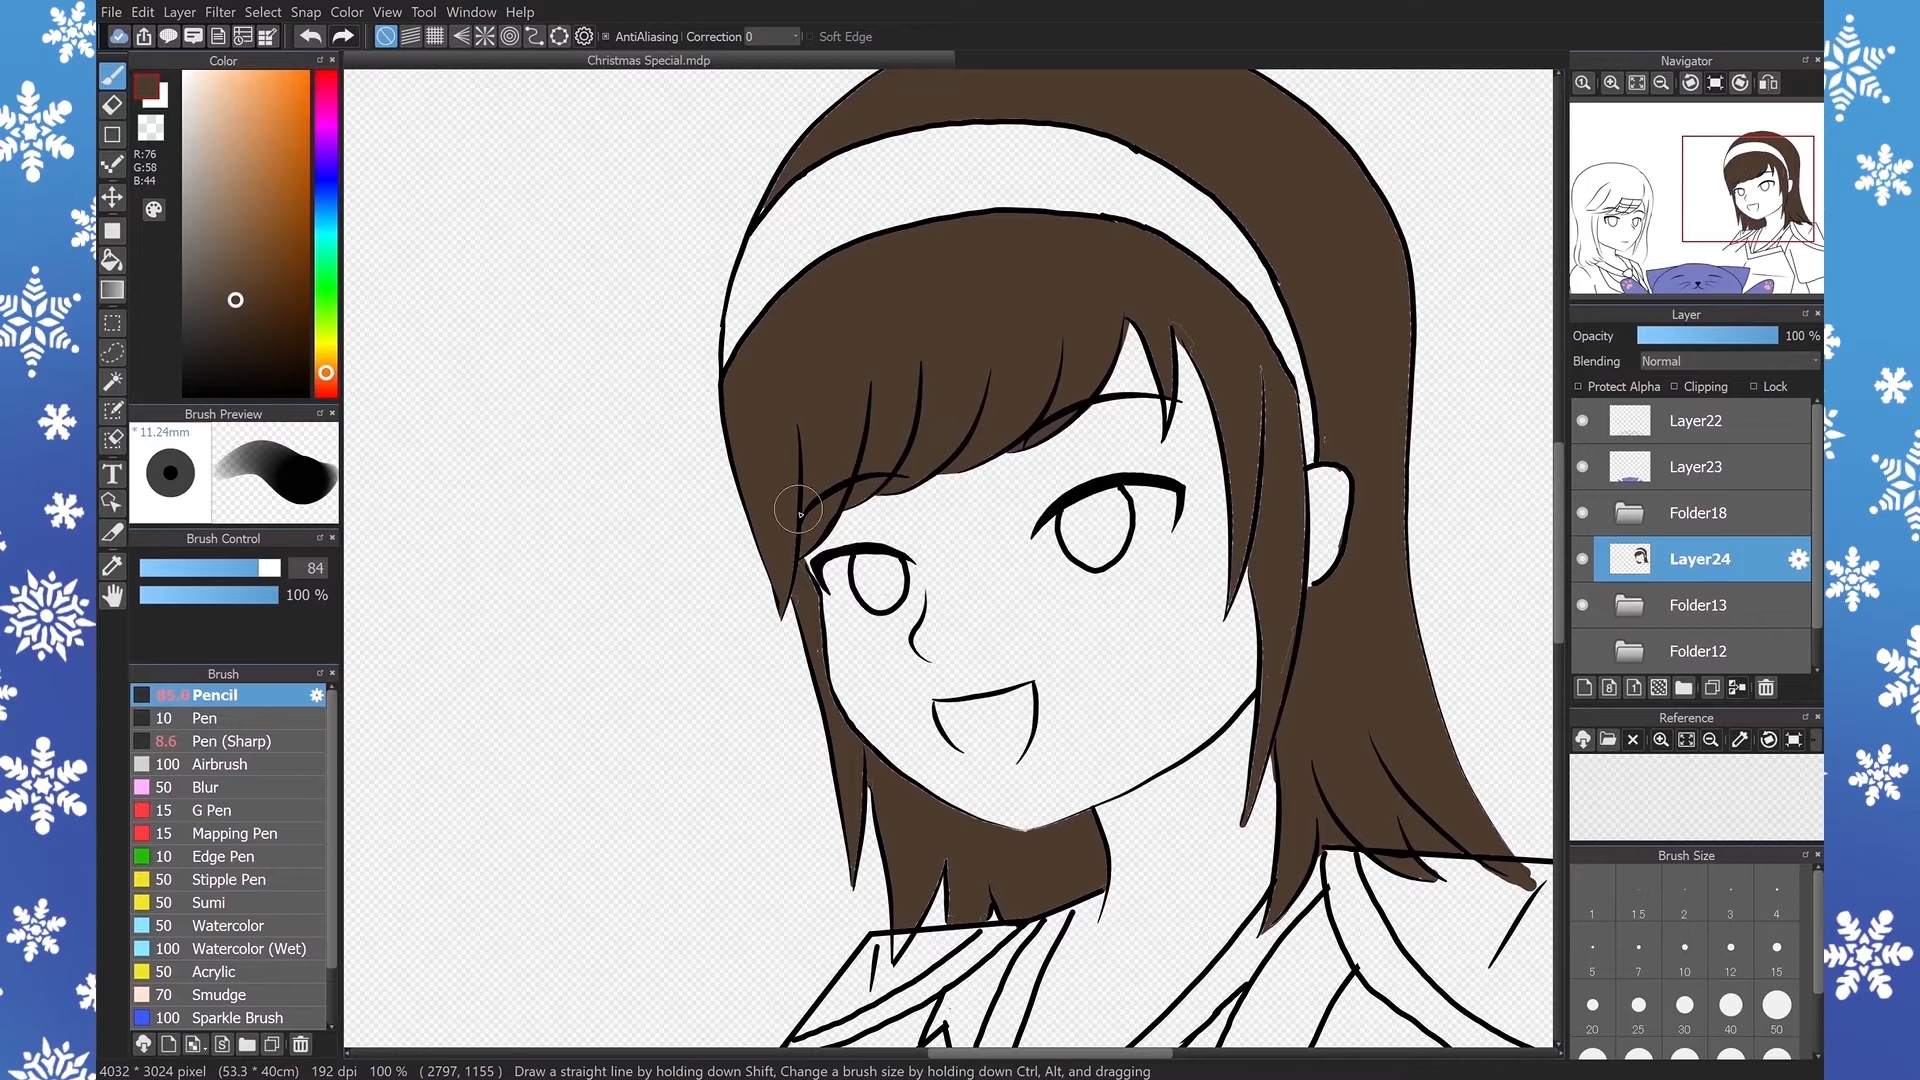 File Edit Layer Filter Select Snap Color View Tool Window Help
AntiAliasing Correction 0 Soft Edge
Color
Christmas Special.mdp
Navigator
R:76
G:58
B:44
Layer
Opacity 100 %
Blending Normal
Protect Alpha Clipping Lock
Brush Preview
* 11.24mm
Layer22
Layer23
Folder18
Layer24
Folder13
Folder12
Brush Control
84
100 %
Brush
85.0 Pencil
10 Pen
8.6 Pen (Sharp)
100 Airbrush
50 Blur
15 G Pen
15 Mapping Pen
10 Edge Pen
50 Stipple Pen
50 Sumi
50 Watercolor
100 Watercolor (Wet)
50 Acrylic
70 Smudge
100 Sparkle Brush
Reference
Brush Size
1 1.5 2 3 4
5 7 10 12 15
20 25 30 40 50
4032 * 3024 pixel (53.3 * 40cm) 192 dpi 100 % ( 2797, 1155 ) Draw a straight line by holding down Shift, Change a brush size by holding down Ctrl, Alt, and dragging